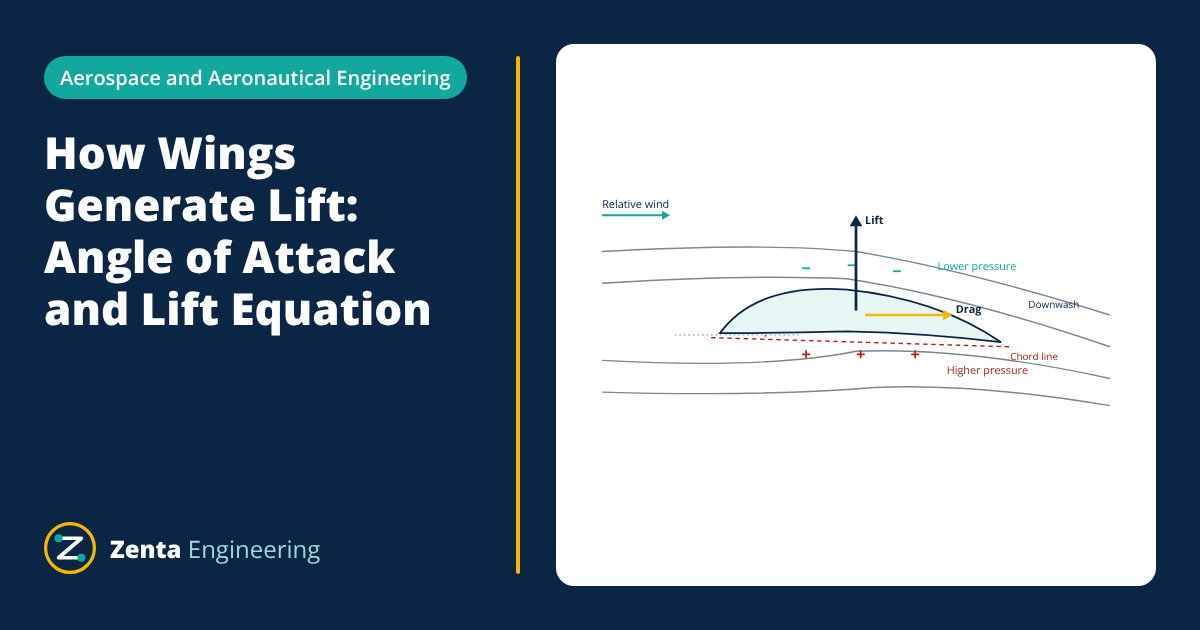 Aerospace and Aeronautical Engineering
How Wings
Generate Lift:
Angle of Attack
and Lift Equation
Zenta Engineering
Relative wind
Lift
− − −
Lower pressure
Downwash
Drag
Chord line
+ + +
Higher pressure